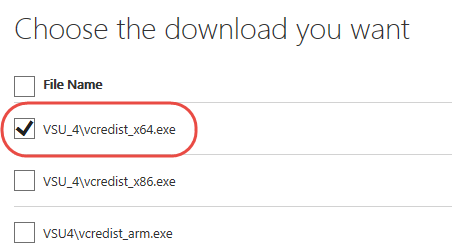 Choose the download you want
File Name
VSU_4\vcredist_x64.exe
VSU_4\vcredist_x86.exe
VSU4\vcredist_arm.exe